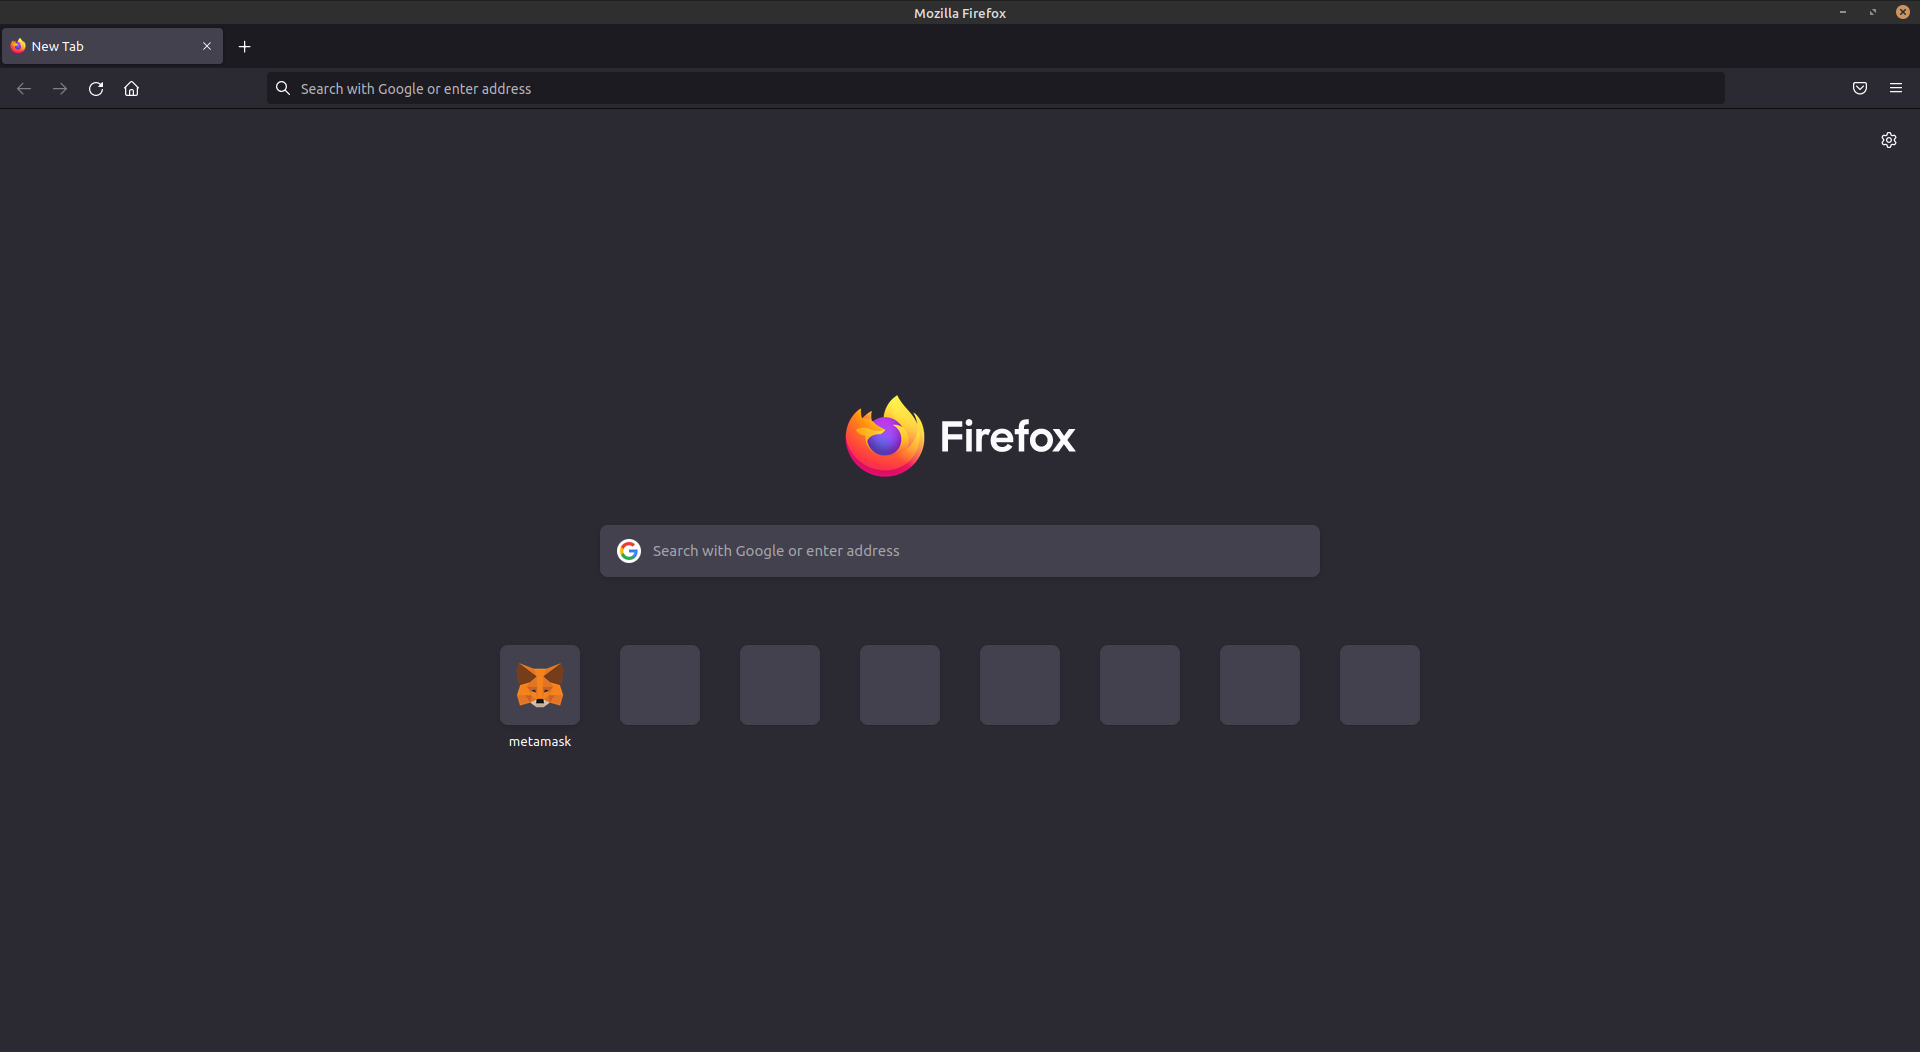 Mozilla Firefox
New Tab
Search with Google or enter address
Firefox
Search with Google or enter address
metamask